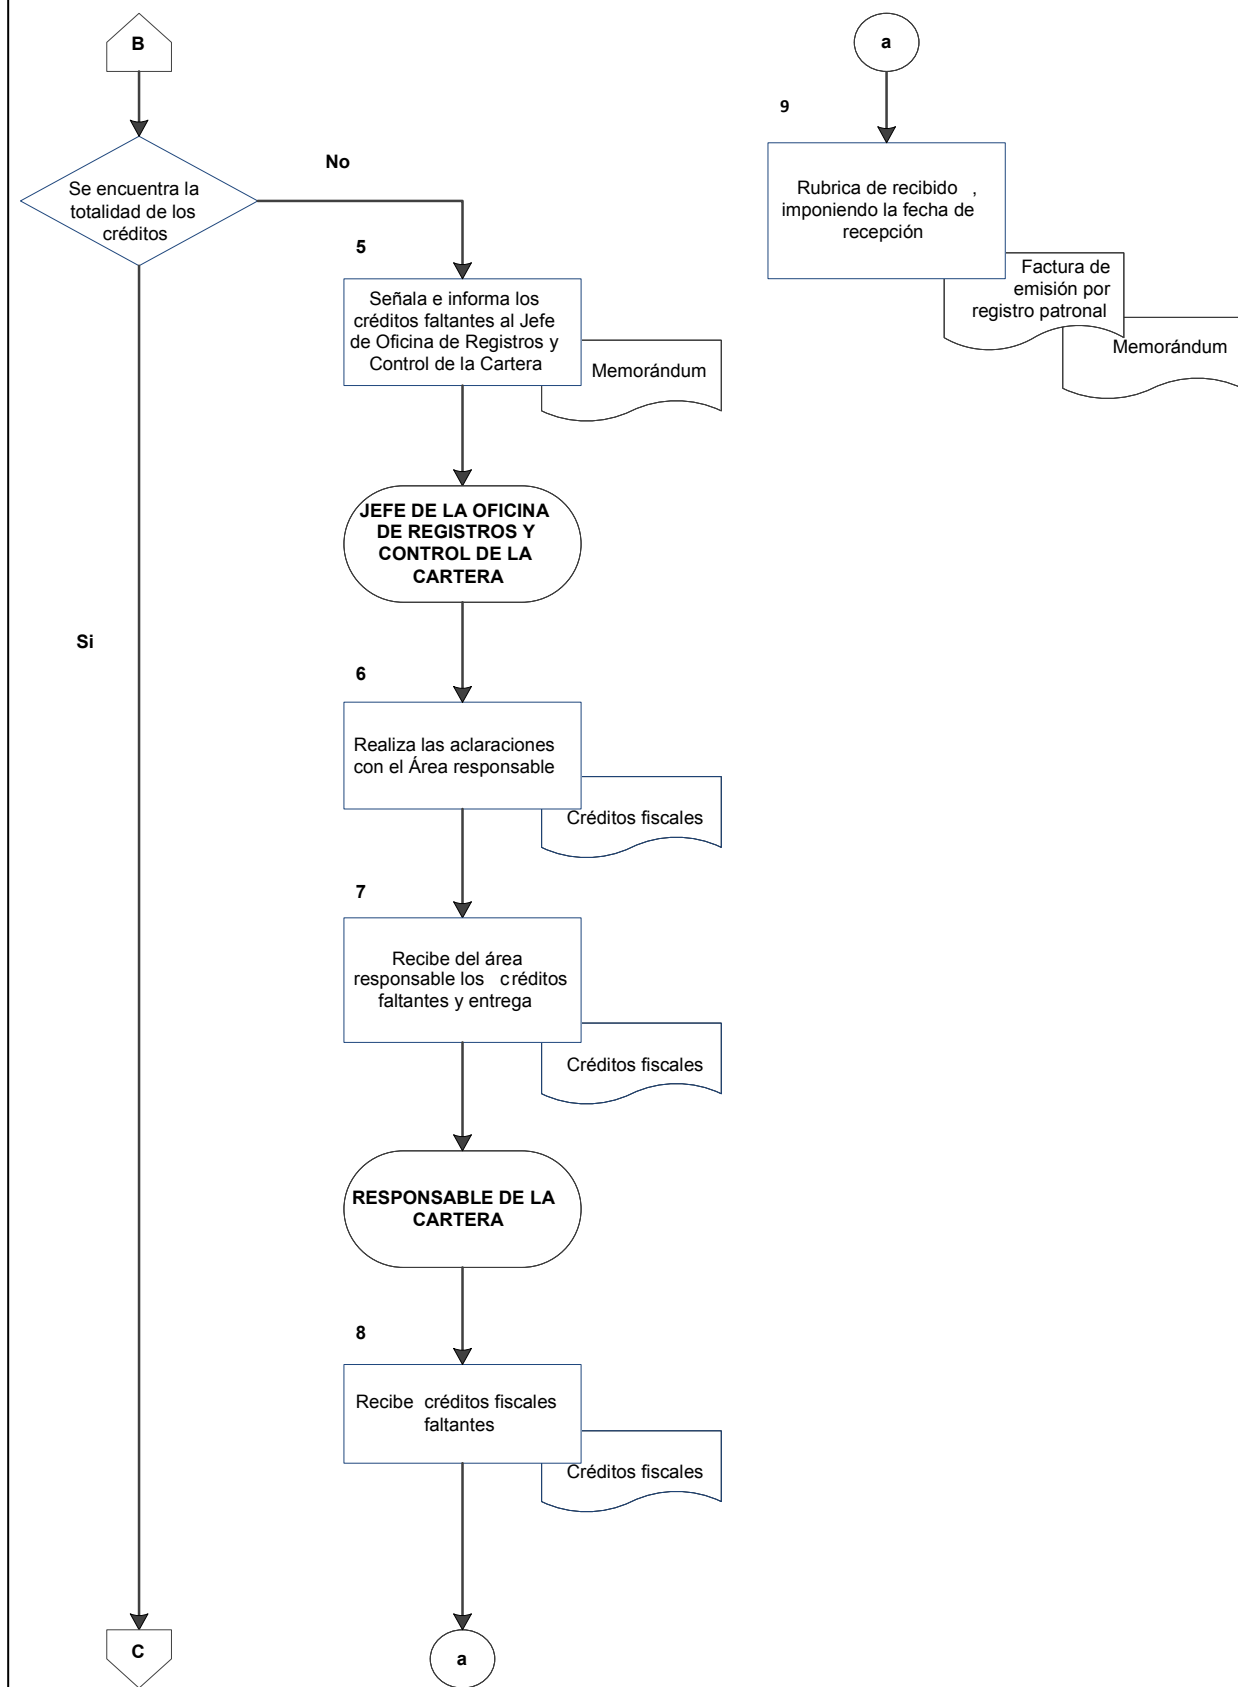 B
Se encuentra la
totalidad de los
créditos
No
Si
5
Señala e informa los
créditos faltantes al Jefe
de Oficina de Registros y
Control de la Cartera
Memorándum
JEFE DE LA OFICINA
DE REGISTROS Y
CONTROL DE LA
CARTERA
6
Realiza las aclaraciones
con el Área responsable
Créditos fiscales
7
Recibe del área
responsable los créditos
faltantes y entrega
Créditos fiscales
RESPONSABLE DE LA
CARTERA
8
Recibe créditos fiscales
faltantes
Créditos fiscales
C
a
a
9
Rubrica de recibido ,
imponiendo la fecha de
recepción
Factura de
emisión por
registro patronal
Memorándum